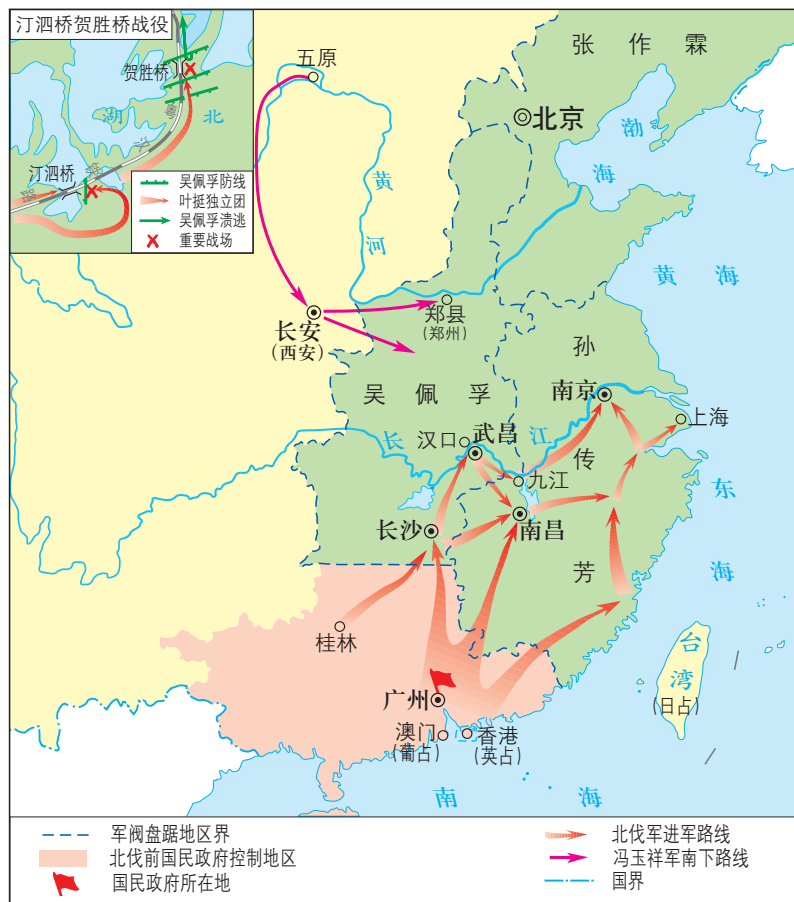 汀泗桥贺胜桥战役
贺胜桥
湖北
粤汉铁路
汀泗桥
吴佩孚防线
叶挺独立团
吴佩孚溃逃
重要战场
五原
张作霖
北京
渤海
黄河
黄海
郑县
(郑州)
长安
(西安)
孙传芳
吴佩孚
南京
上海
长江
汉口
武昌
九江
东海
长沙
南昌
桂林
台湾
(日占)
广州
澳门
(葡占)
香港
(英占)
南海
军阀盘踞地区界
北伐前国民政府控制地区
国民政府所在地
北伐军进军路线
冯玉祥军南下路线
国界